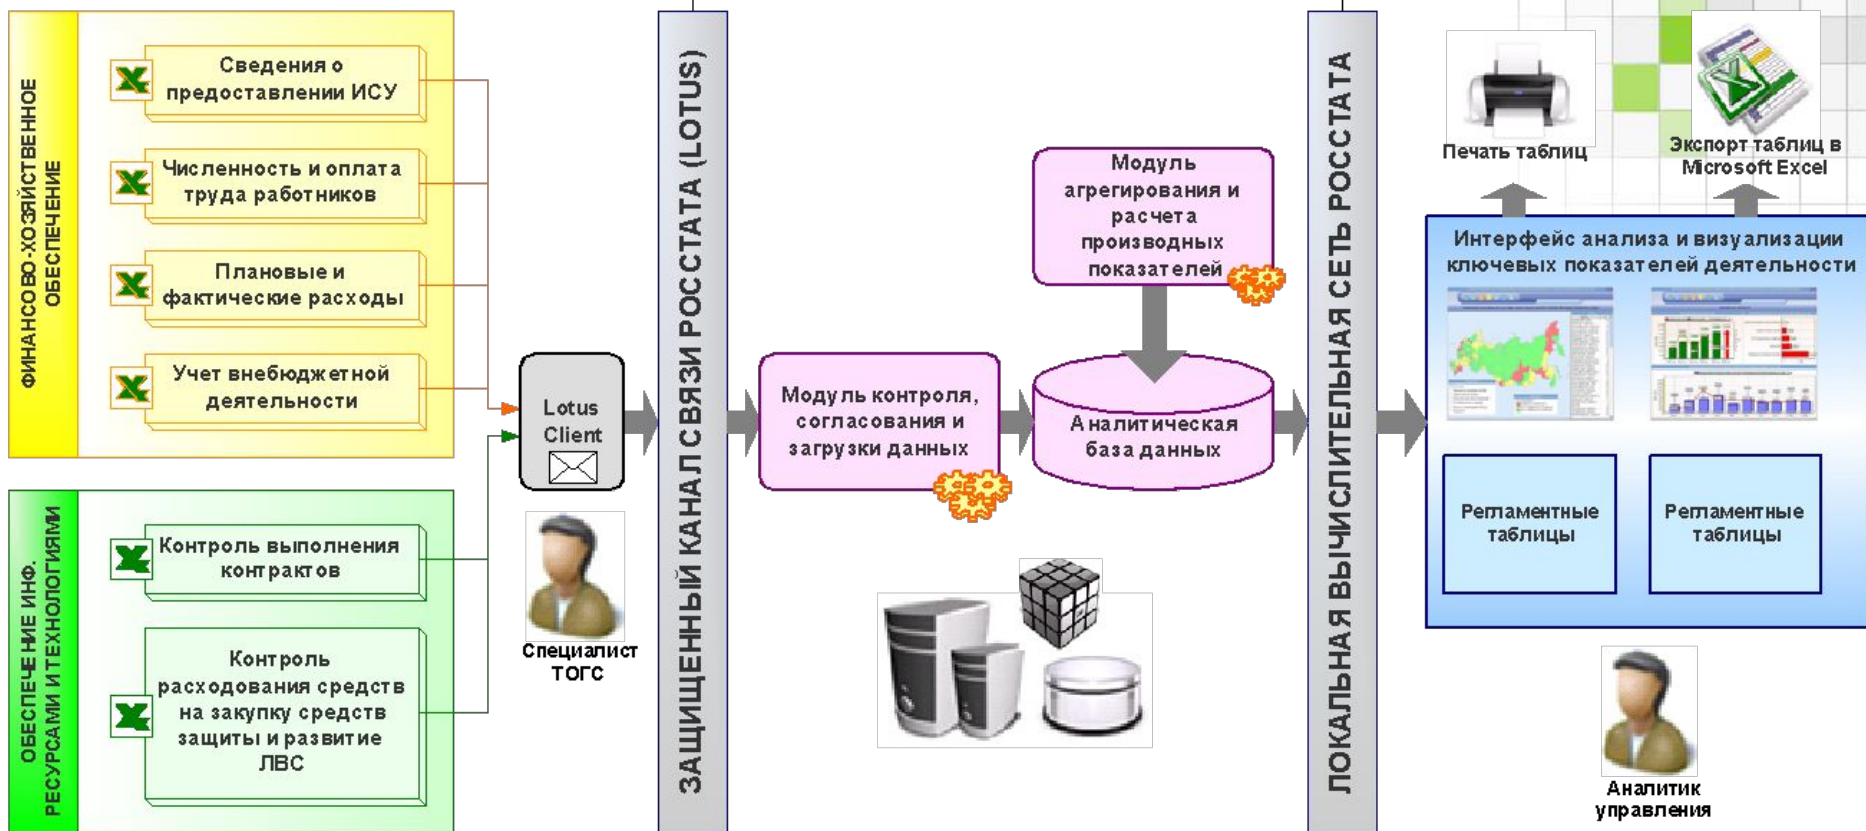 ФИНАНСОВО-ХОЗЯЙСТВЕННОЕ
ОБЕСПЕЧЕНИЕ
Сведения о
предоставлении ИСУ
Численность и оплата
труда работников
Плановые и
фактические расходы
Учет внебюджетной
деятельности
ОБЕСПЕЧЕНИЕ ИНФ.
РЕСУРСАМИ И ТЕХНОЛОГИЯМИ
Контроль выполнения
контрактов
Контроль
расходования средств
на закупку средств
защиты и развитие
ЛВС
Lotus
Client
Специалист
ТОГС
ЗАЩИЩЕННЫЙ КАНАЛ СВЯЗИ РОССТАТА (LOTUS)
Модуль контроля,
согласования и
загрузки данных
Модуль
агрегирования и
расчета
производных
показателей
Аналитическая
база данных
ЛОКАЛЬНАЯ ВЫЧИСЛИТЕЛЬНАЯ СЕТЬ РОССТАТА
Печать таблиц
Экспорт таблиц в
Microsoft Excel
Интерфейс анализа и визуализации
ключевых показателей деятельности
Регламентные
таблицы
Регламентные
таблицы
Аналитик
управления